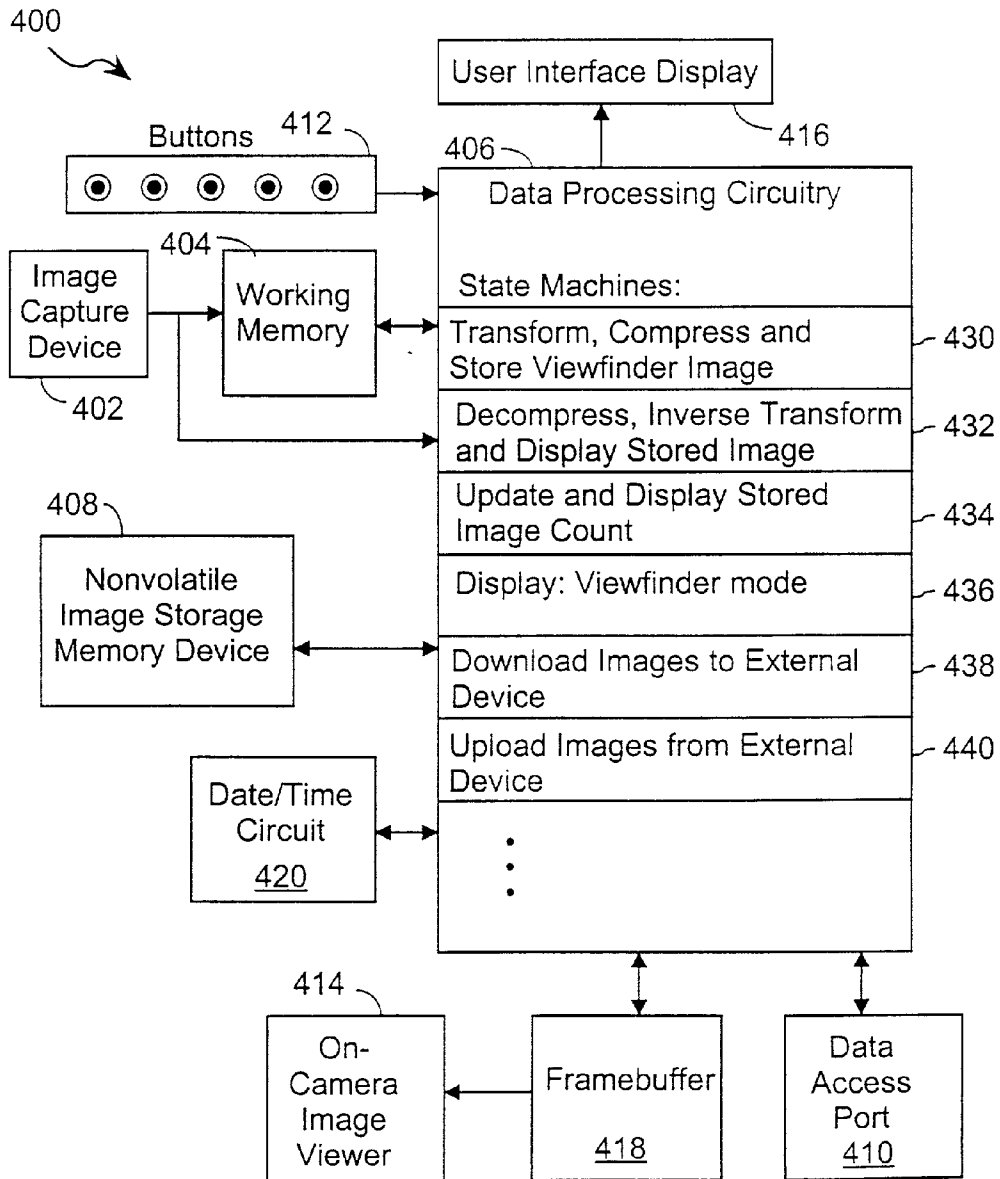 400
User Interface Display
416
Buttons
412
406
Data Processing Circuitry
State Machines:
404
Image
Capture
Device
402
Working
Memory
Transform, Compress and
Store Viewfinder Image
430
Decompress, Inverse Transform
and Display Stored Image
432
Update and Display Stored
Image Count
434
408
Nonvolatile
Image Storage
Memory Device
Display: Viewfinder mode
436
Download Images to External
Device
438
Upload Images from External
Device
440
Date/Time
Circuit
420
414
On-
Camera
Image
Viewer
Framebuffer
418
Data
Access
Port
410